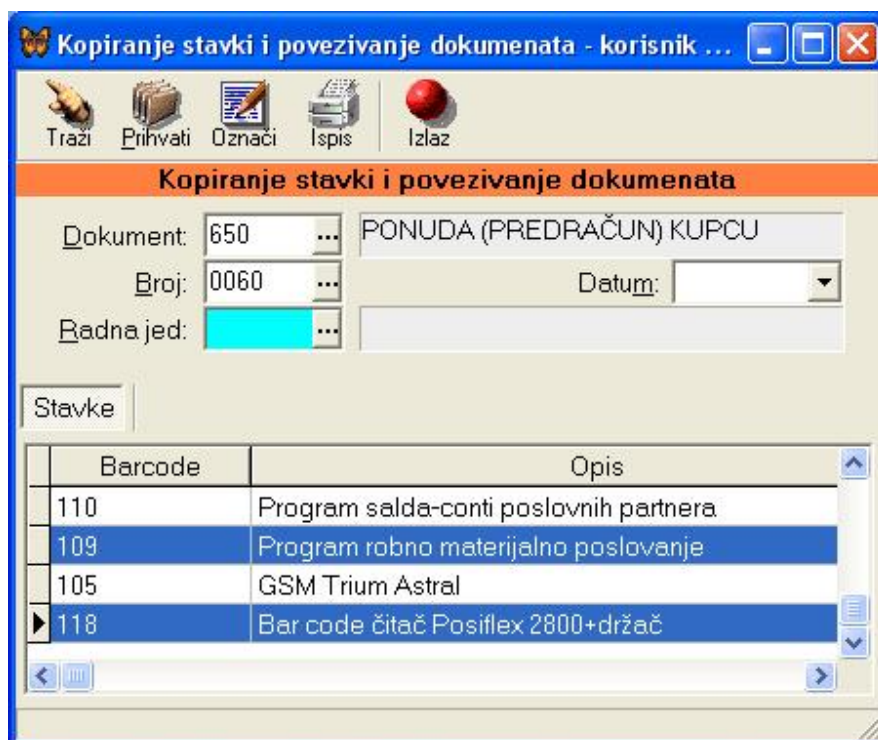 Kopiranje stavki i povezivanje dokumenata - korisnik ...
Traži Prihvati Označi Ispis Izlaz
Kopiranje stavki i povezivanje dokumenata
Dokument: 650 ... PONUDA (PREDRAČUN) KUPCU
Broj: 0060 ... Datum:
Radna jed: ...
Stavke
Barcode Opis
110 Program salda-conti poslovnih partnera
109 Program robno materijalno poslovanje
105 GSM Trium Astral
118 Bar code čitač Posiflex 2800+držač